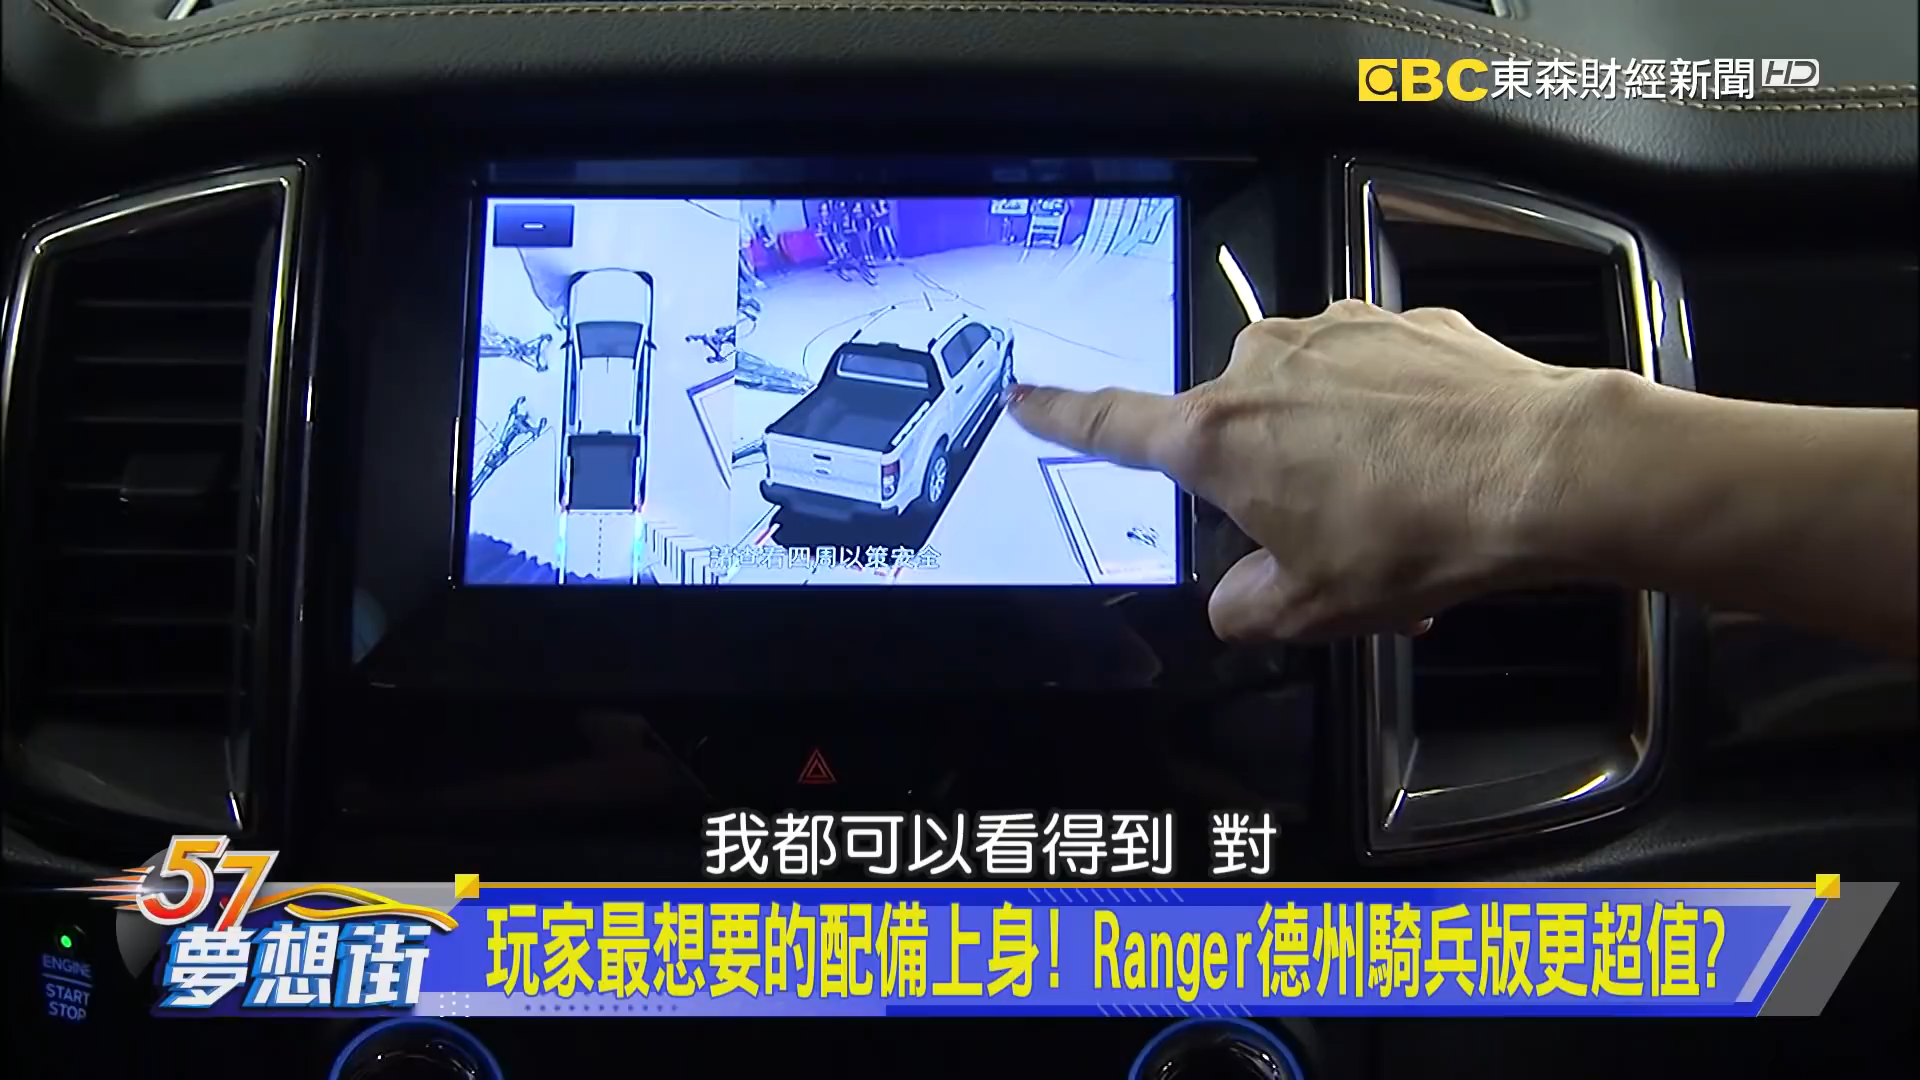 EBC東森財經新聞HD
請查看四周以策安全
我都可以看得到 對
57夢想街
玩家最想要的配備上身! Ranger德州騎兵版更超值?
ENGINE
START
STOP